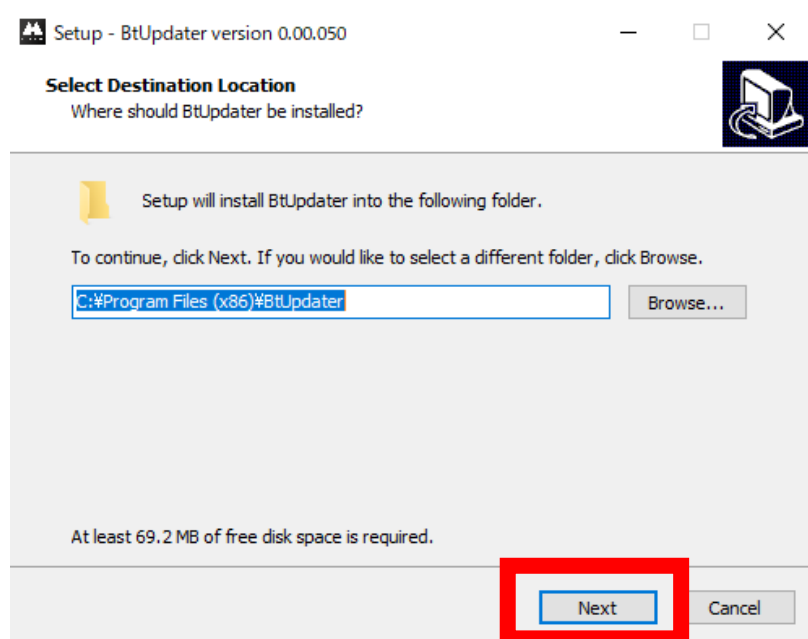 Setup - BtUpdater version 0.00.050
Select Destination Location
Where should BtUpdater be installed?
Setup will install BtUpdater into the following folder.
To continue, click Next. If you would like to select a different folder, click Browse.
C:¥Program Files (x86)¥BtUpdater
Browse...
At least 69.2 MB of free disk space is required.
Next
Cancel